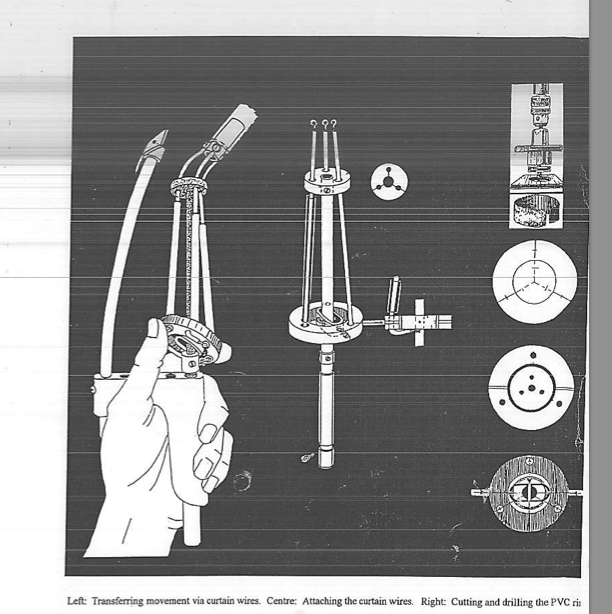 Left: Transferring movement via curtain wires. Centre: Attaching the curtain wires. Right: Cutting and drilling the PVC